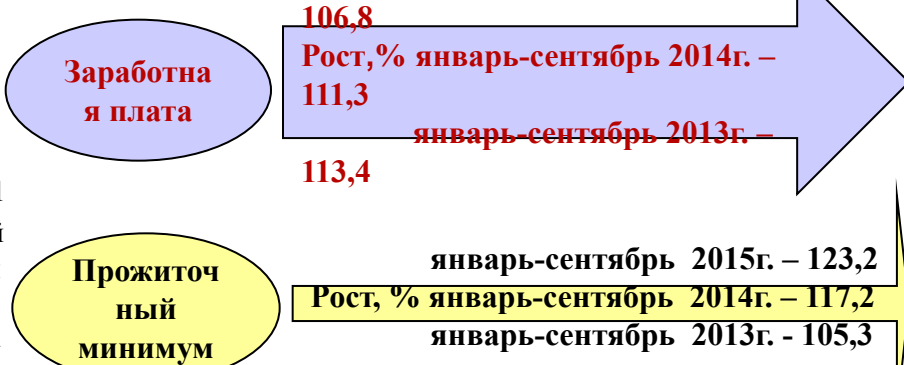 106,8
Заработна
я плата
Рост,% январь-сентябрь 2014г. –
111,3
январь-сентябрь 2013г. –
113,4
Прожиточ
ный
минимум
январь-сентябрь 2015г. – 123,2
Рост, % январь-сентябрь 2014г. – 117,2
январь-сентябрь 2013г. - 105,3